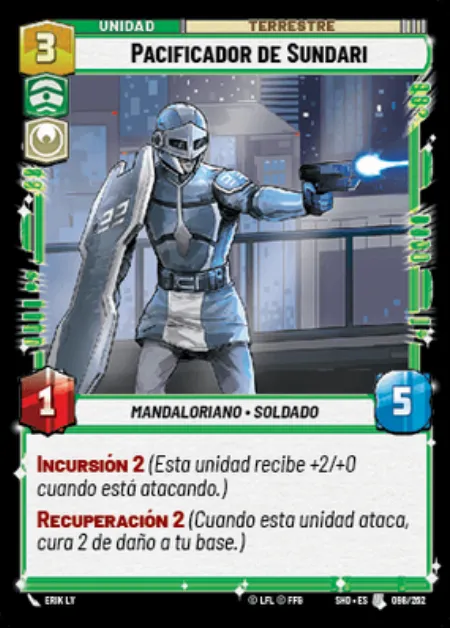 UNIDAD
TERRESTRE
3
PACIFICADOR DE SUNDARI
33
1
MANDALORIANO • SOLDADO
5
INCURSIÓN 2 (Esta unidad recibe +2/+0
cuando está atacando.)
RECUPERACIÓN 2 (Cuando esta unidad ataca,
cura 2 de daño a tu base.)
ERIK LY
© LFL © FFG
SHD • ES
098/262